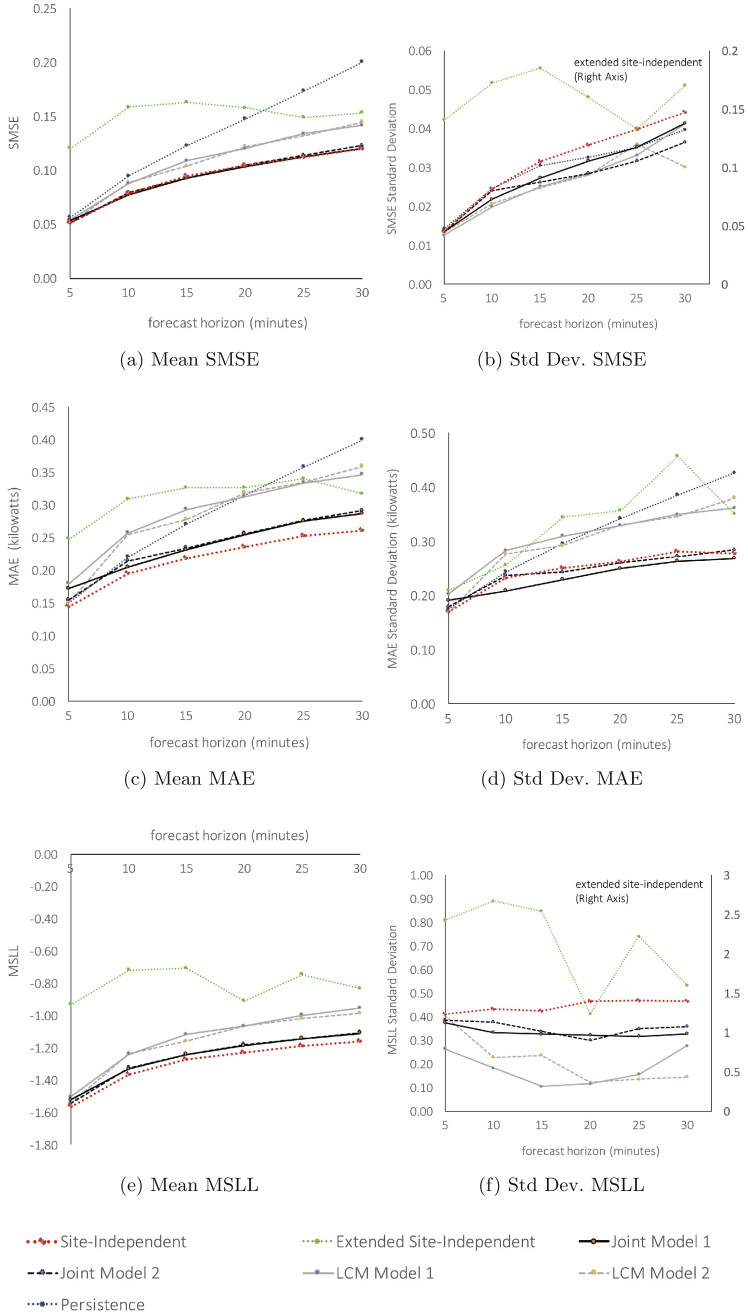 0.25
0.20
0.15
0.10
0.05
0.00
SMSE
5 10 15 20 25 30
forecast horizon (minutes)
(a) Mean SMSE
0.06
0.05
0.04
0.03
0.02
0.01
0.00
SMSE Standard Deviation
extended site-independent
(Right Axis)
0.2
0.15
0.1
0.05
0
5 10 15 20 25 30
forecast horizon (minutes)
(b) Std Dev. SMSE
0.45
0.40
0.35
0.30
0.25
0.20
0.15
0.10
0.05
0.00
MAE (kilowatts)
5 10 15 20 25 30
forecast horizon (minutes)
(c) Mean MAE
0.50
0.40
0.30
0.20
0.10
0.00
MAE Standard Deviation (kilowatts)
5 10 15 20 25 30
forecast horizon (minutes)
(d) Std Dev. MAE
forecast horizon (minutes)
5 10 15 20 25 30
0.00
-0.20
-0.40
-0.60
-0.80
-1.00
-1.20
-1.40
-1.60
-1.80
MSLL
(e) Mean MSLL
1.00
0.90
0.80
0.70
0.60
0.50
0.40
0.30
0.20
0.10
0.00
MSLL Standard Deviation
extended site-independent
(Right Axis)
3
2.5
2
1.5
1
0.5
0
5 10 15 20 25 30
forecast horizon (minutes)
(f) Std Dev. MSLL
Site-Independent Extended Site-Independent Joint Model 1
Joint Model 2 LCM Model 1 LCM Model 2
Persistence